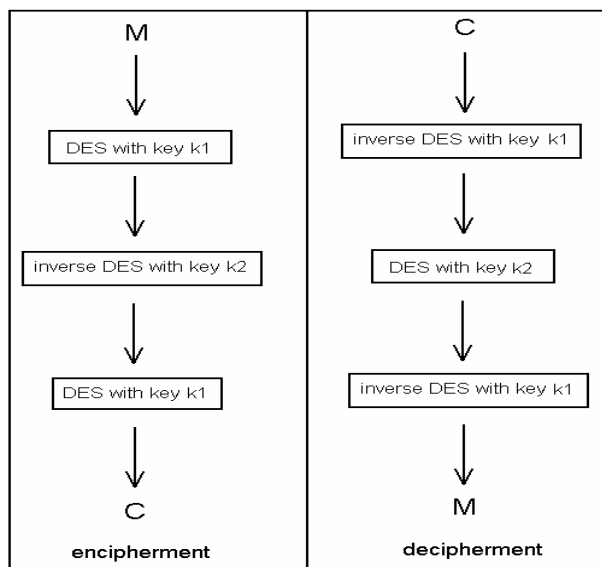 M
DES with key k1
inverse DES with key k2
DES with key k1
C
encipherment
C
inverse DES with key k1
DES with key k2
inverse DES with key k1
M
decipherment